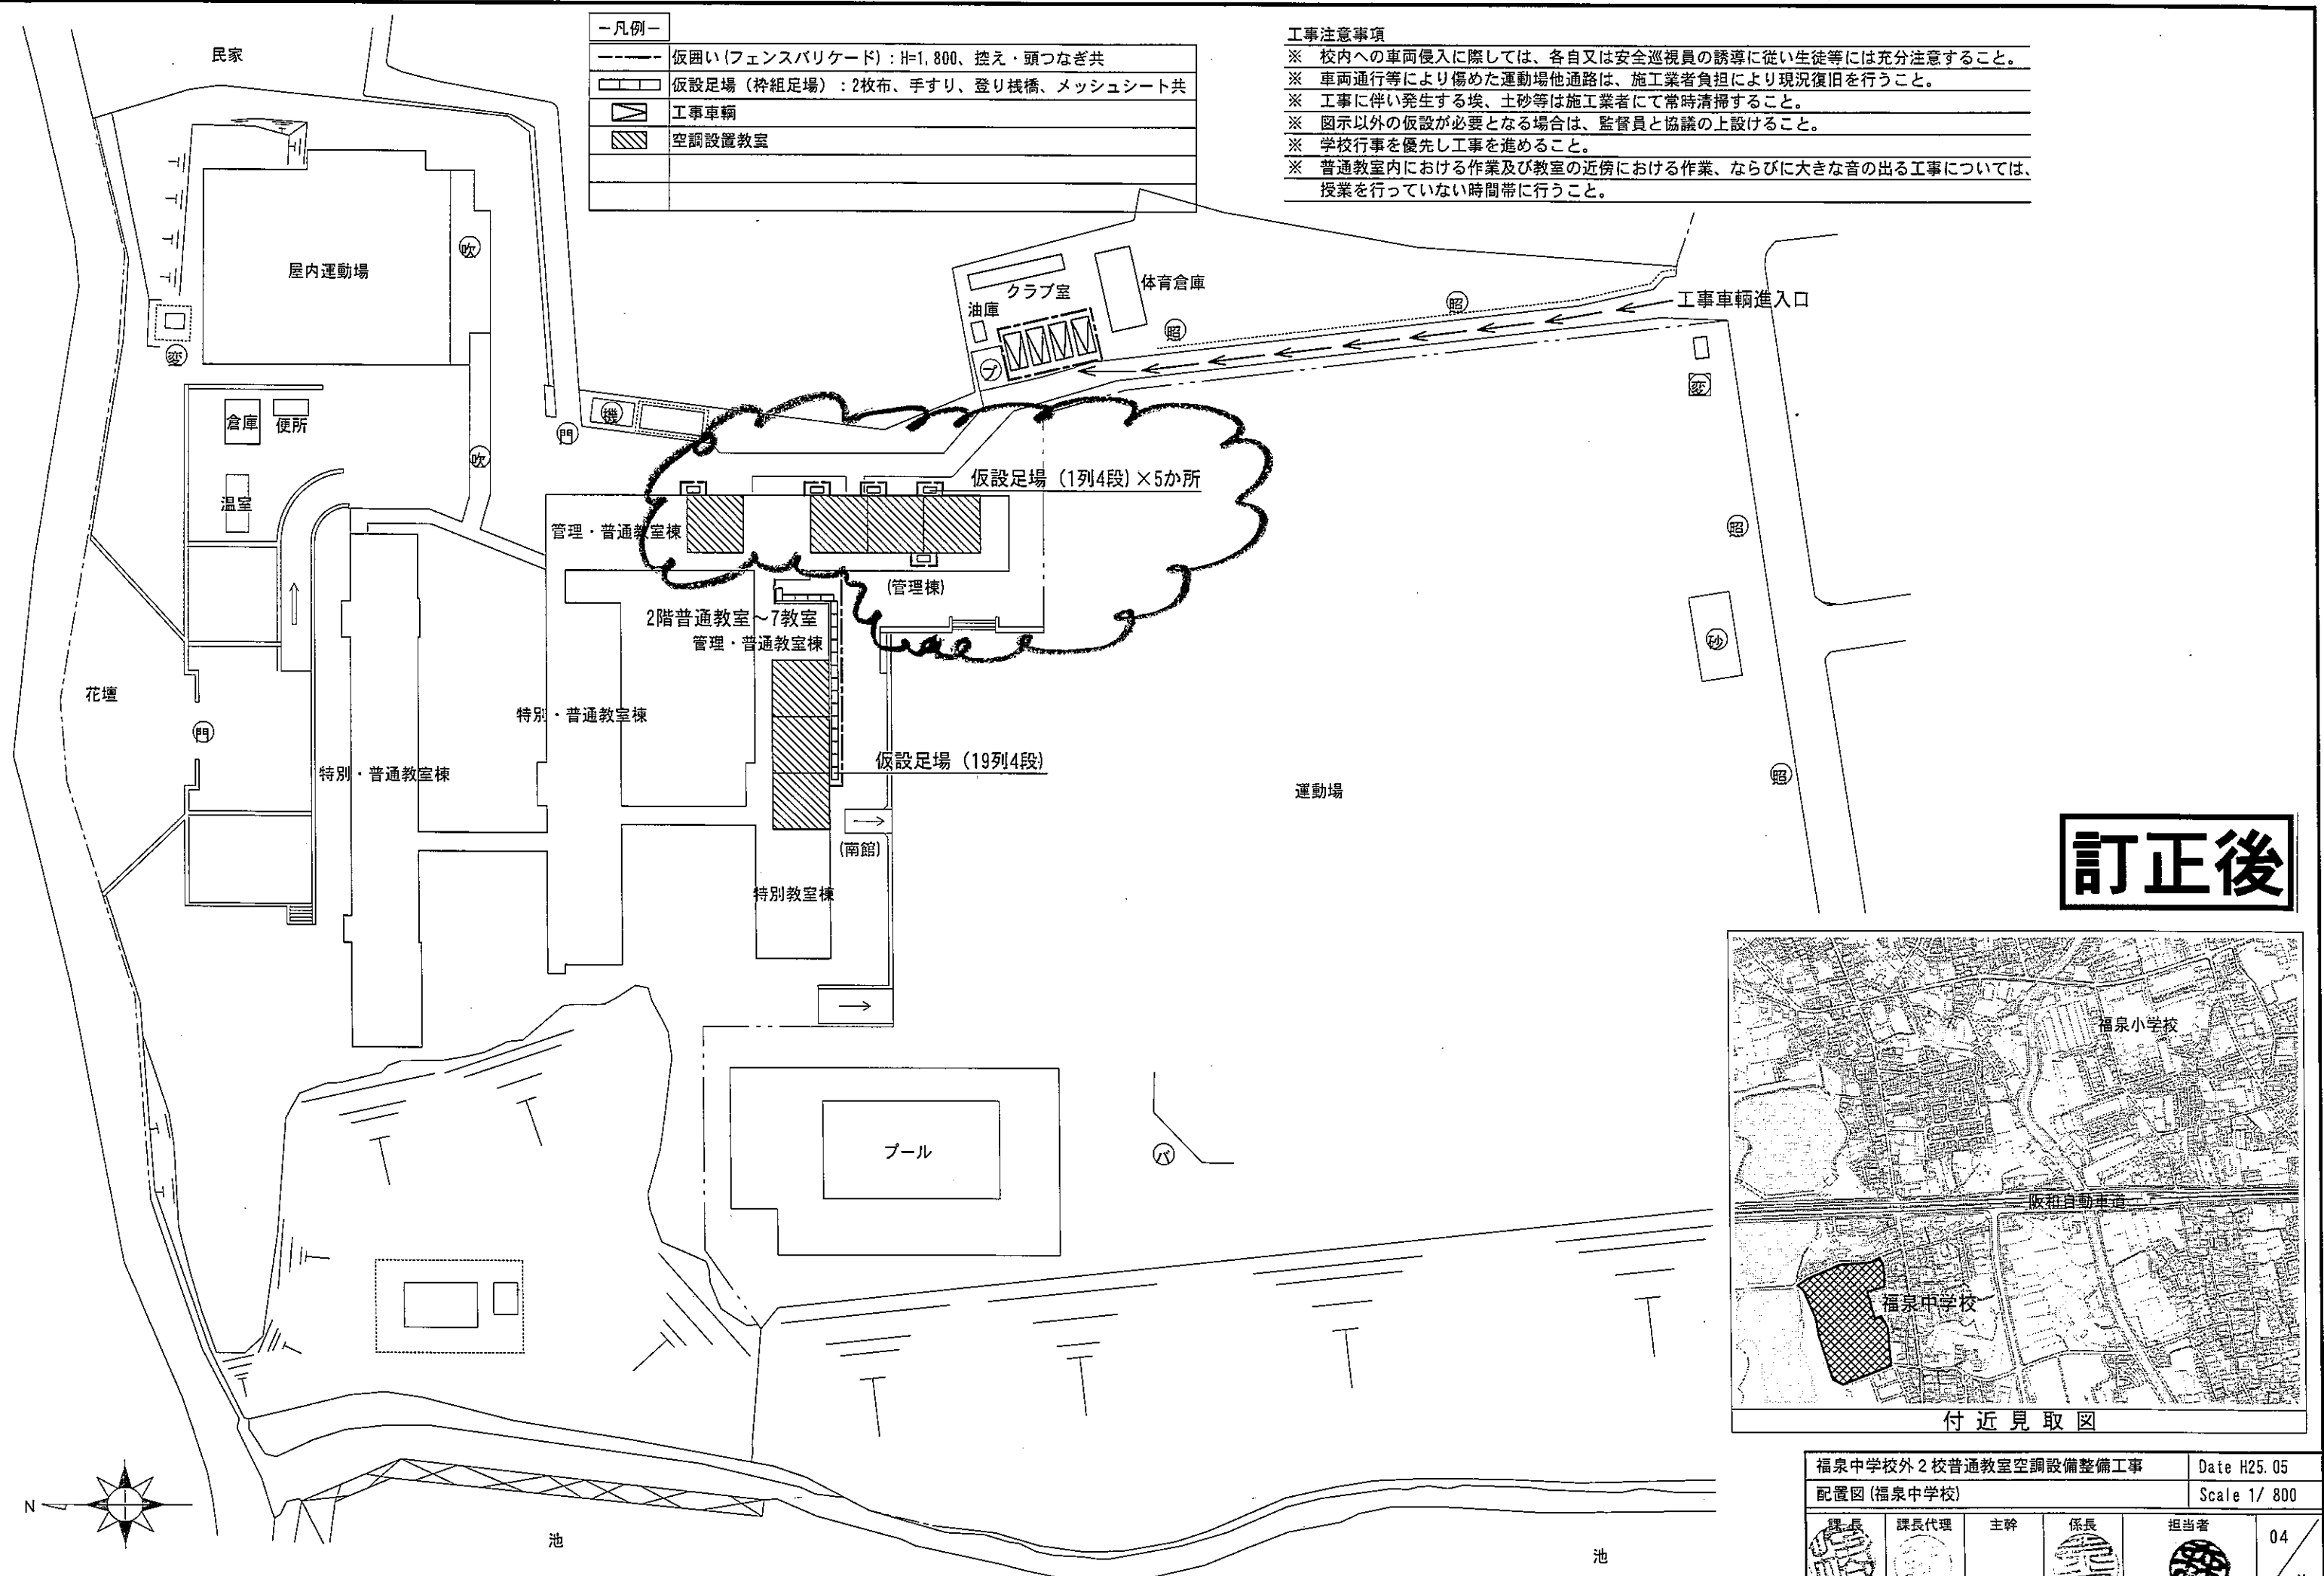 -凡例-
仮囲い(フェンスバリケード):H=1,800、控え・頭つなぎ共
仮設足場(枠組足場):2枚布、手すり、登り桟橋、メッシュシート共
工事車輌
空調設置教室
工事注意事項
※ 校内への車両侵入に際しては、各自又は安全巡視員の誘導に従い生徒等には充分注意すること。
※ 車両通行等により傷めた運動場他通路は、施工業者負担により現況復旧を行うこと。
※ 工事に伴い発生する埃、土砂等は施工業者にて常時清掃すること。
※ 図示以外の仮設が必要となる場合は、監督員と協議の上設けること。
※ 学校行事を優先し工事を進めること。
※ 普通教室内における作業及び教室の近傍における作業、ならびに大きな音の出る工事については、
授業を行っていない時間帯に行うこと。
民家
屋内運動場
吹
変
倉庫
便所
吹
温室
門
機
油庫
クラブ室
体育倉庫
プ
照
照
工事車輌進入口
変
照
砂
照
仮設足場(1列4段)×5か所
管理・普通教室棟
(管理棟)
2階普通教室~7教室
管理・普通教室棟
花壇
門
特別・普通教室棟
特別・普通教室棟
仮設足場(19列4段)
(南館)
特別教室棟
運動場
訂正後
プール
バ
福泉小学校
阪和自動車道
福泉中学校
付近見取図
N
池
池
福泉中学校外2校普通教室空調設備整備工事
Date H25.05
配置図(福泉中学校)
Scale 1/ 800
課長
課長代理
主幹
係長
担当者
04